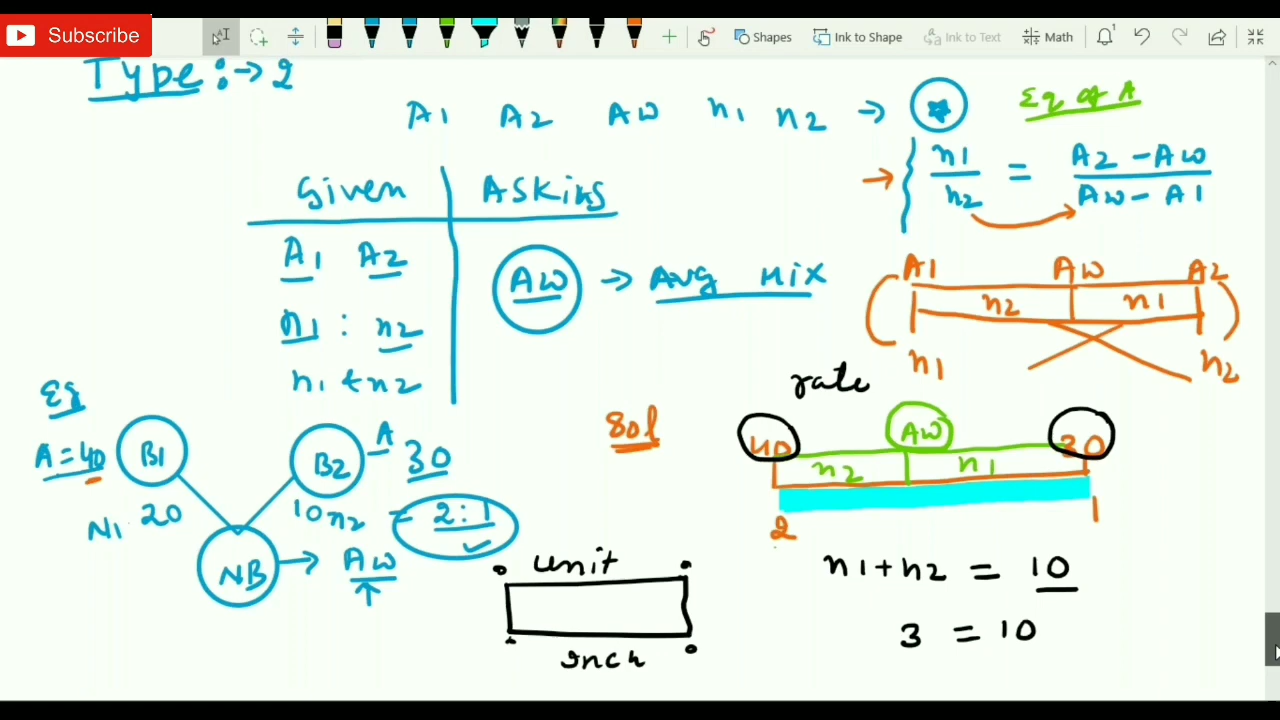 Subscribe
Shapes Ink to Shape Ink to Text Math
Type :→ 2
A1 A2 AW n1 n2 →
Eq of A
n1/n2 = A2 - AW / AW - A1
Given ASKing
A1 A2
AW → Avg Mix
n1 : n2
n1 + n2
A1 AW A2
n2 n1
n1 n2
rate
Eg
A = 40 B1 B2 - A 30
N1 20 10 n2 = 2:1
NB → AW
Sol
40 AW 30
n2 n1
2 1
unit
Inch
n1 + n2 = 10
3 = 10